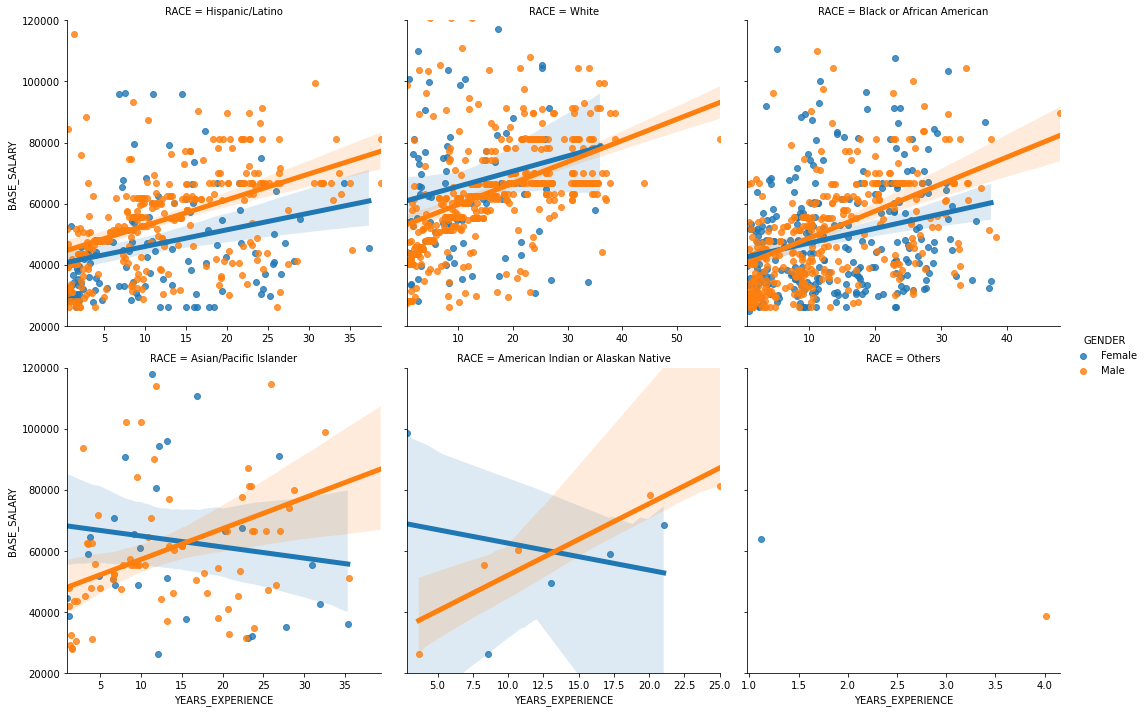 RACE = Hispanic/Latino
RACE = White
RACE = Black or African American
BASE_SALARY
120000
100000
80000
60000
40000
20000
5 10 15 20 25 30 35
10 20 30 40 50
10 20 30 40
GENDER
Female
Male
RACE = Asian/Pacific Islander
RACE = American Indian or Alaskan Native
RACE = Others
BASE_SALARY
120000
100000
80000
60000
40000
20000
5 10 15 20 25 30 35
5.0 7.5 10.0 12.5 15.0 17.5 20.0 22.5 25.0
1.0 1.5 2.0 2.5 3.0 3.5 4.0
YEARS_EXPERIENCE
YEARS_EXPERIENCE
YEARS_EXPERIENCE